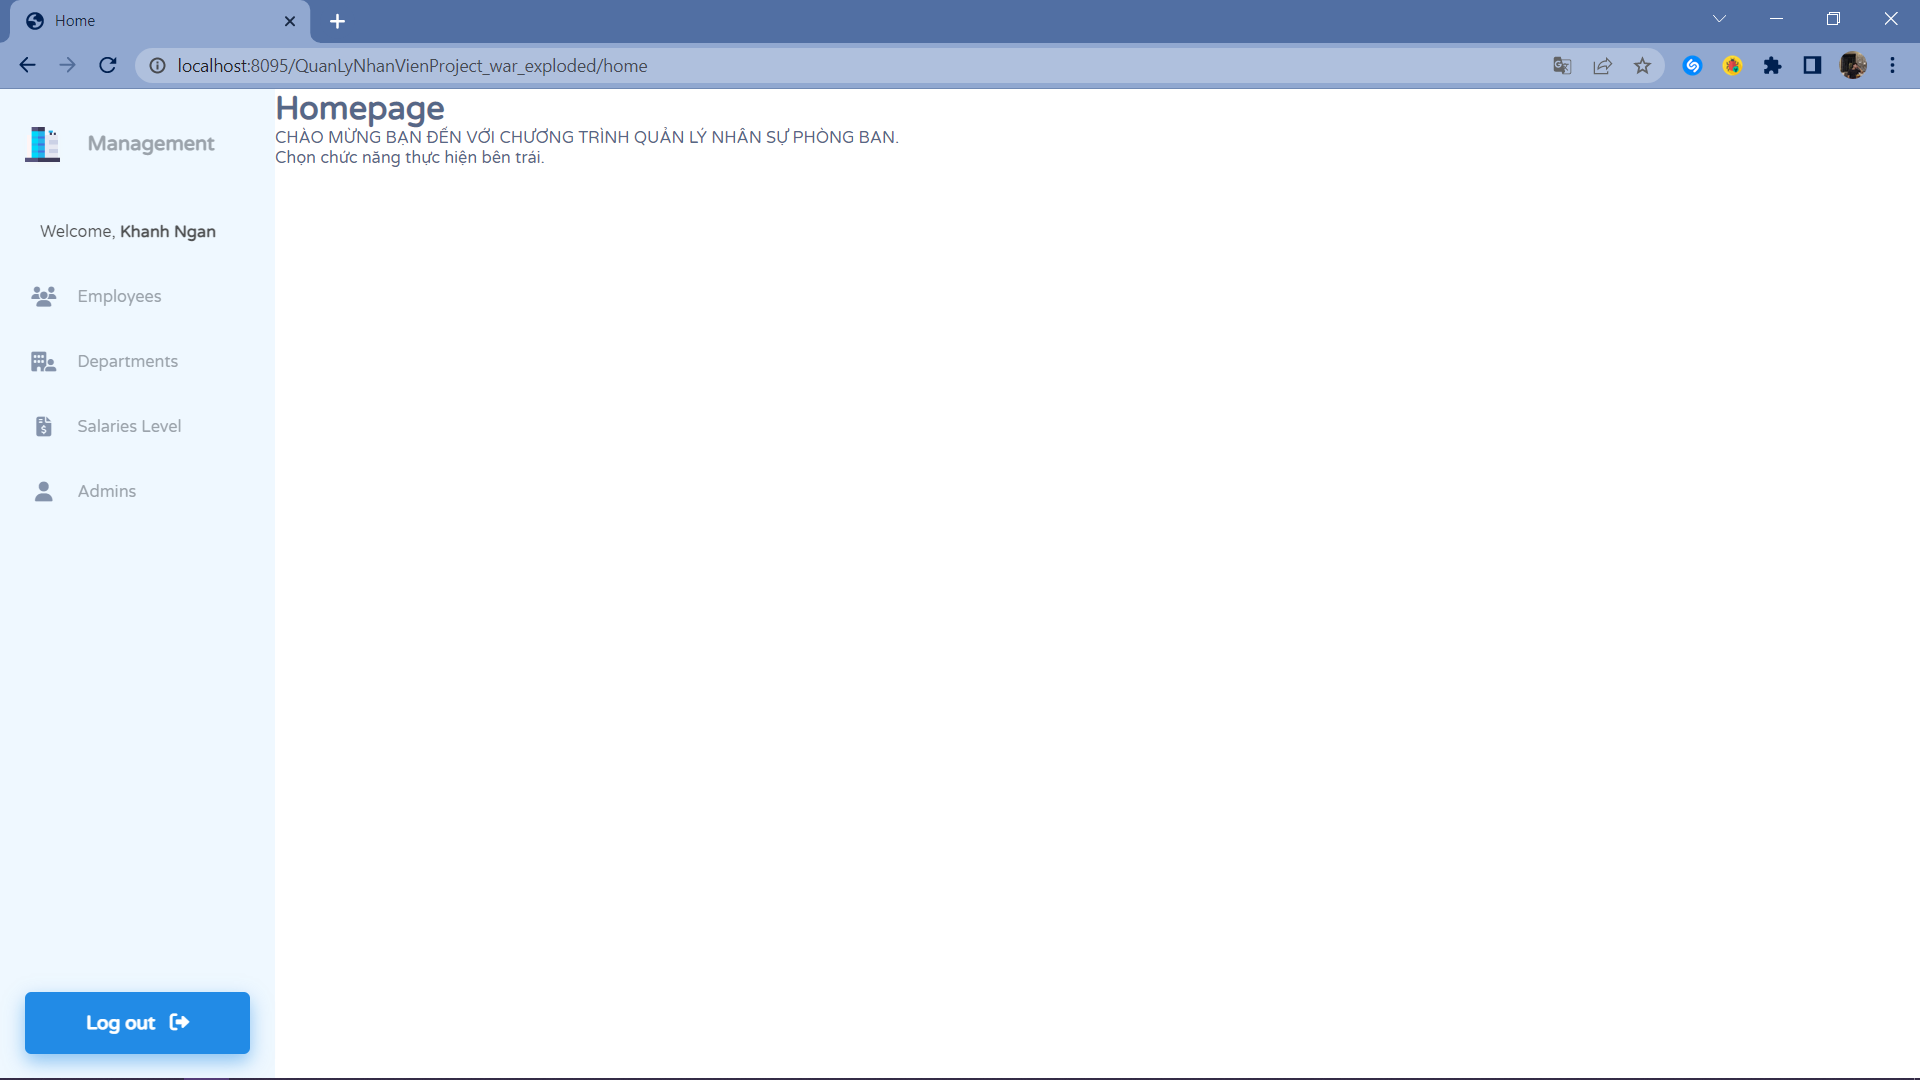 Home
localhost:8095/QuanLyNhanVienProject_war_exploded/home
Management
Welcome, Khanh Ngan
Employees
Departments
Salaries Level
Admins
Log out
Homepage
CHÀO MỪNG BẠN ĐẾN VỚI CHƯƠNG TRÌNH QUẢN LÝ NHÂN SỰ PHÒNG BAN.
Chọn chức năng thực hiện bên trái.